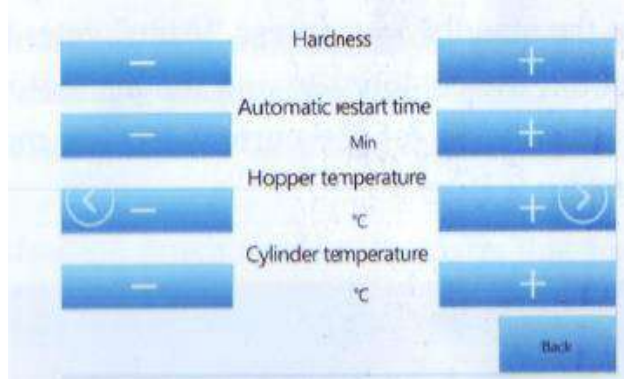 Hardness
− +
Automatic restart time
− Min +
Hopper temperature
− °C +
Cylinder temperature
− °C +
Back